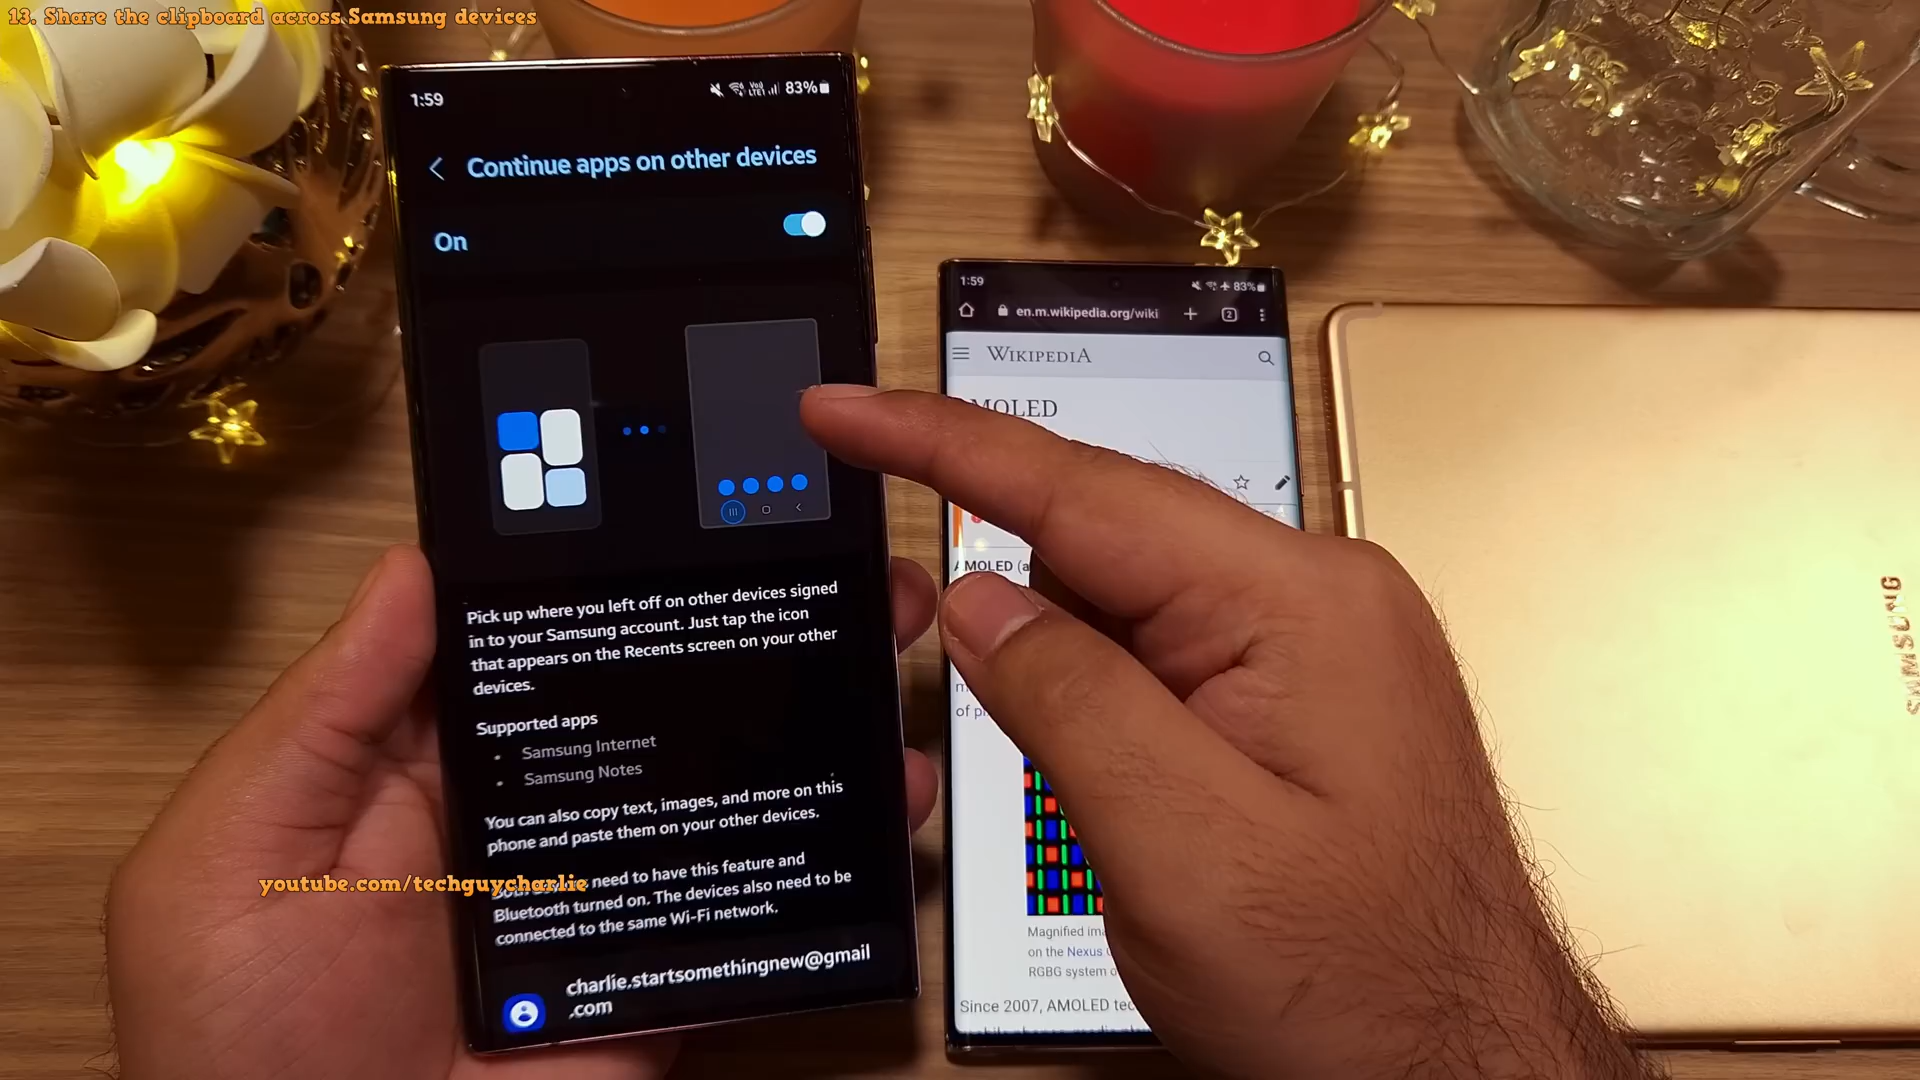 13. Share the clipboard across Samsung devices
1:59
VoI) LTE1 83%
Continue apps on other devices
On
Pick up where you left off on other devices signed
in to your Samsung account. Just tap the icon
that appears on the Recents screen on your other
devices.
Supported apps
• Samsung Internet
• Samsung Notes
You can also copy text, images, and more on this
phone and paste them on your other devices.
need to have this feature and
Bluetooth turned on. The devices also need to be
connected to the same Wi-Fi network.
charlie.startsomethingnew@gmail
.com
youtube.com/techguycharlie
1:59
83%
en.m.wikipedia.org/wiki
2
WIKIPEDIA
MOLED
AMOLED (a
of
Magnified
on the Nexus
RGBG system
Since 2007, AMOLED
SAMSUNG